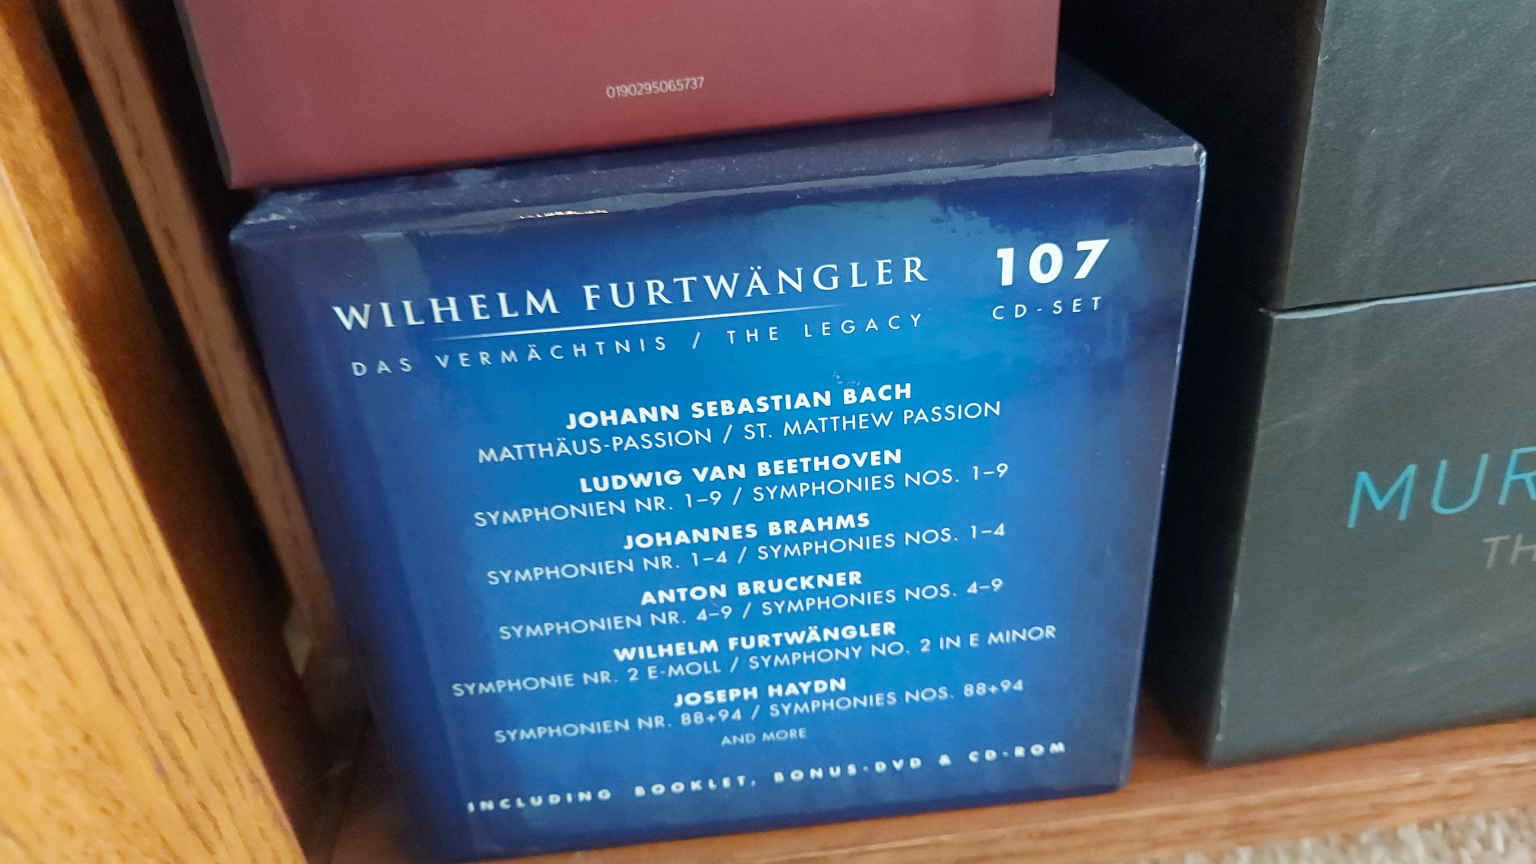 0190295065737
WILHELM FURTWÄNGLER
107
DAS VERMÄCHTNIS / THE LEGACY
CD-SET
JOHANN SEBASTIAN BACH
MATTHÄUS-PASSION / ST. MATTHEW PASSION
LUDWIG VAN BEETHOVEN
SYMPHONIEN NR. 1–9 / SYMPHONIES NOS. 1–9
JOHANNES BRAHMS
SYMPHONIEN NR. 1–4 / SYMPHONIES NOS. 1–4
ANTON BRUCKNER
SYMPHONIEN NR. 4–9 / SYMPHONIES NOS. 4–9
WILHELM FURTWÄNGLER
SYMPHONIE NR. 2 E-MOLL / SYMPHONY NO. 2 IN E MINOR
JOSEPH HAYDN
SYMPHONIEN NR. 88+94 / SYMPHONIES NOS. 88+94
AND MORE
INCLUDING BOOKLET, BONUS-DVD & CD-ROM